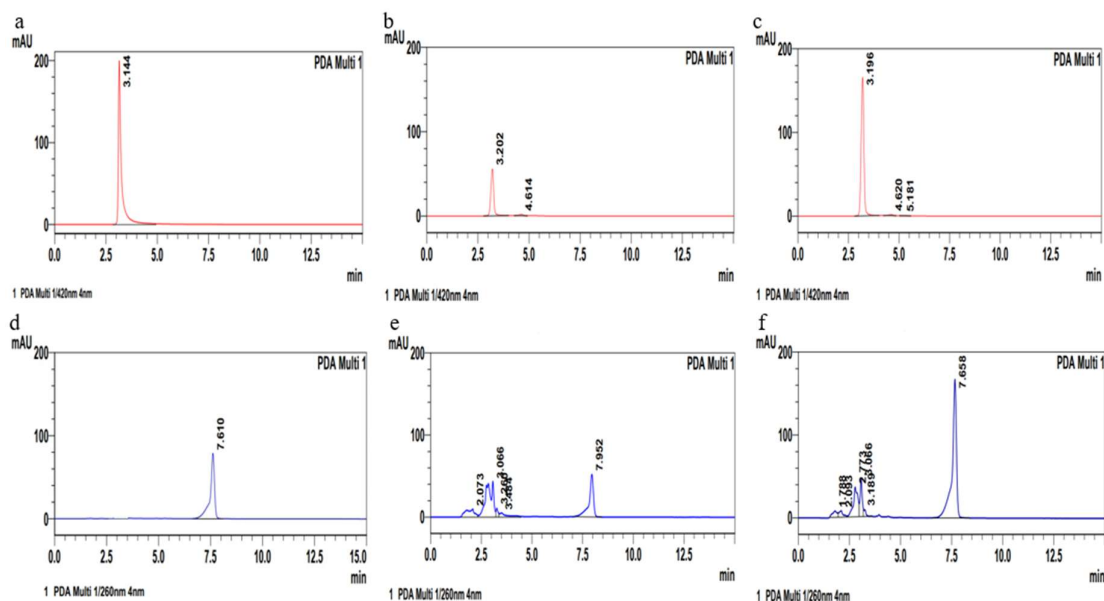 a
mAU
200
100
0
3.144
PDA Multi 1
0.0 2.5 5.0 7.5 10.0 12.5
min
1 PDA Multi 1/420nm 4nm
b
mAU
200
100
0
3.202
4.614
PDA Multi 1
0.0 2.5 5.0 7.5 10.0 12.5
min
1 PDA Multi 1/420nm 4nm
c
mAU
200
100
0
3.196
4.620
5.181
PDA Multi 1
0.0 2.5 5.0 7.5 10.0 12.5
min
1 PDA Multi 1/420nm 4nm
d
mAU
200
100
0
7.610
PDA Multi 1
0.0 2.5 5.0 7.5 10.0 12.5 15.0
min
1 PDA Multi 1/260nm 4nm
e
mAU
200
100
0
2.073
3.066
7.952
PDA Multi 1
0.0 2.5 5.0 7.5 10.0 12.5
min
1 PDA Multi 1/260nm 4nm
f
mAU
200
100
0
1.788
2.093
2.773
3.066
3.189
7.658
PDA Multi 1
0.0 2.5 5.0 7.5 10.0 12.5
min
1 PDA Multi 1/260nm 4nm